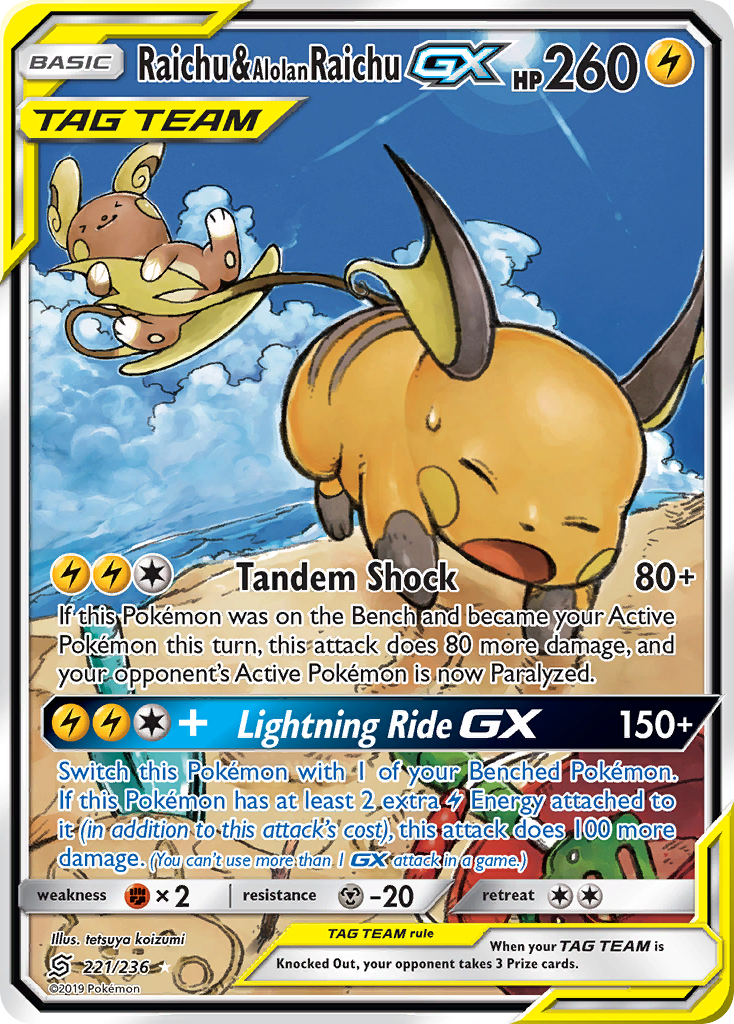 BASIC Raichu & Alolan Raichu GX HP 260
TAG TEAM
Tandem Shock 80+
If this Pokémon was on the Bench and became your Active
Pokémon this turn, this attack does 80 more damage, and
your opponent's Active Pokémon is now Paralyzed.
+ Lightning Ride GX 150+
Switch this Pokémon with 1 of your Benched Pokémon.
If this Pokémon has at least 2 extra Energy attached to
it (in addition to this attack's cost), this attack does 100 more
damage. (You can't use more than 1 GX attack in a game.)
weakness × 2 resistance -20 retreat
Illus. tetsuya koizumi
221/236
©2019 Pokémon
TAG TEAM rule
When your TAG TEAM is
Knocked Out, your opponent takes 3 Prize cards.